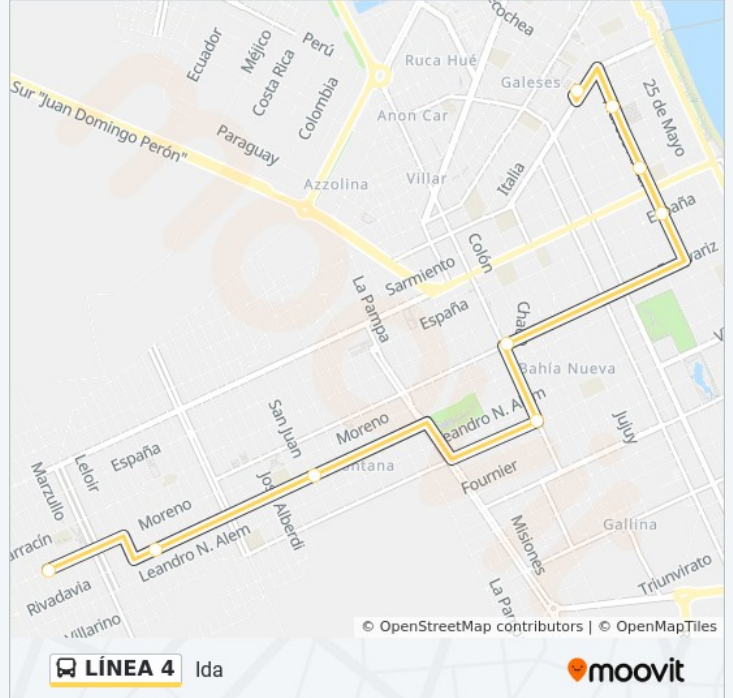 cochea
Perú
Ecuador
Méjico
Costa Rica
Colombia
Ruca Hué
Galeses
25 de Mayo
Sur "Juan Domingo Perón"
Paraguay
Anon Car
Azzolina
Villar
Italia
España
Colón
Sarmiento
La Pampa
España
Bahía Nueva
Leandro N. Alem
San Juan
Moreno
Jujuy
España
Leloir
Marzullo
Fournier
Alberdi
Moreno
Leandro N. Alem
Misiones
Gallina
Rivadavia
Triunvirato
Villarino
© OpenStreetMap contributors | © OpenMapTiles
LÍNEA 4 Ida
moovit